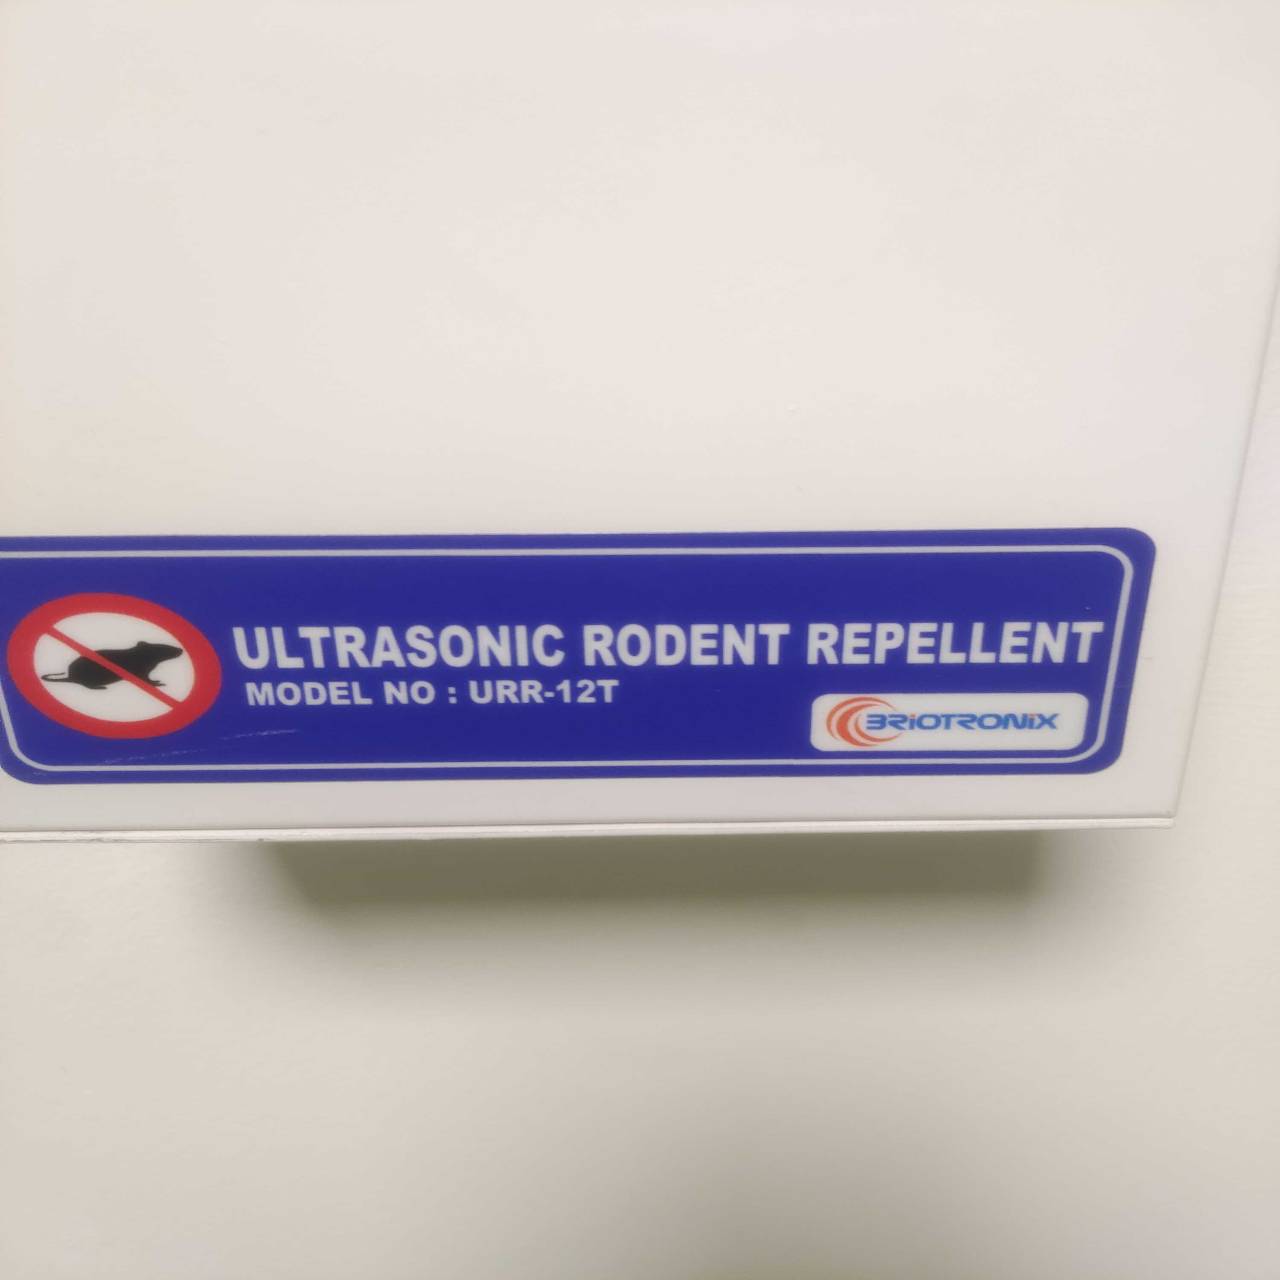 ULTRASONIC RODENT REPELLENT
MODEL NO : URR-12T
BRiOTRONiX